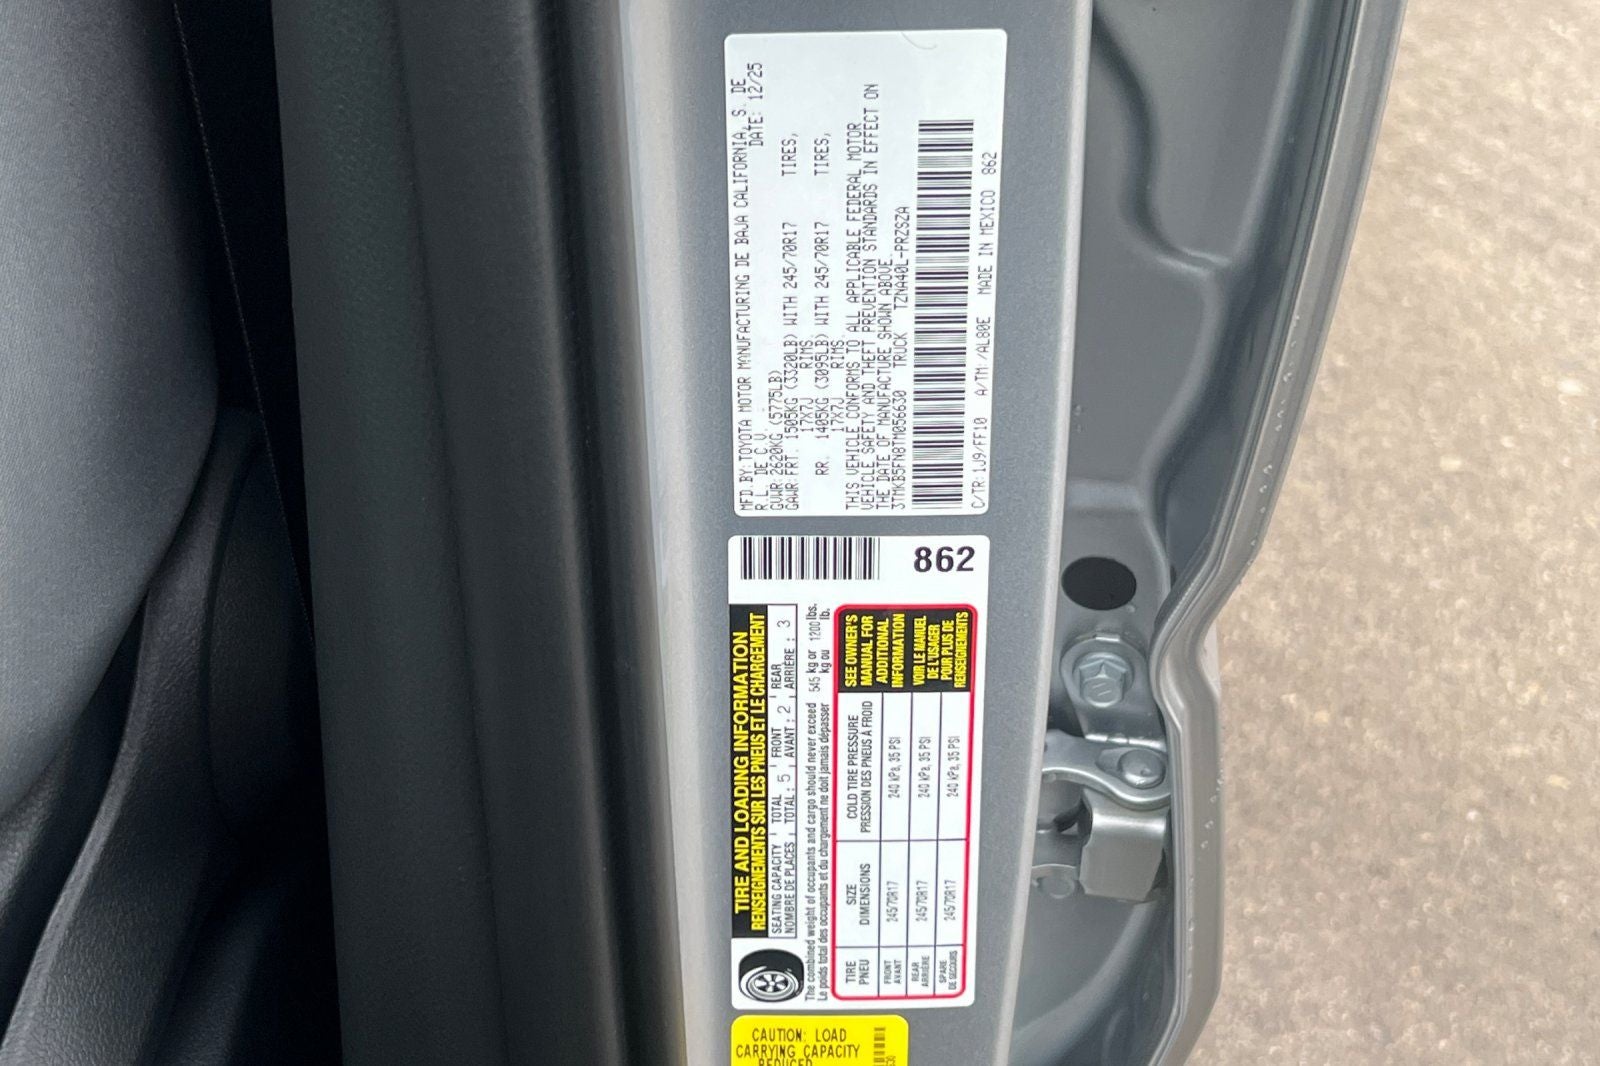 MFD.BY:TOYOTA MOTOR MANUFACTURING DE BAJA CALIFORNIA, S. DE
R.L. DE C.V. DATE: 12/25
GVWR:2620KG (5775LB)
GAWR:FRT. 1505KG (3320LB) WITH 245/70R17 TIRES,
17X7J RIMS
RR. 1405KG (3095LB) WITH 245/70R17 TIRES,
17X7J RIMS
THIS VEHICLE CONFORMS TO ALL APPLICABLE FEDERAL MOTOR
VEHICLE SAFETY AND THEFT PREVENTION STANDARDS IN EFFECT ON
THE DATE OF MANUFACTURE SHOWN ABOVE.
3TMKB5FN8TM056630 TRUCK TZNA40L-PRZSZA
C/TR:1J9/FF10 A/TM:/AL80E MADE IN MEXICO 862
862
TIRE AND LOADING INFORMATION
RENSEIGNEMENTS SUR LES PNEUS ET LE CHARGEMENT
SEATING CAPACITY TOTAL 5 FRONT 2 REAR 3
NOMBRE DE PLACES TOTAL: AVANT: ARRIÈRE:
The combined weight of occupants and cargo should never exceed 545 kg or 1200 lbs.
Le poids total des occupants et du chargement ne doit jamais dépasser kg ou lb.
TIRE SIZE COLD TIRE PRESSURE
PNEU DIMENSIONS PRESSION DES PNEUS À FROID
FRONT
AVANT 245/70R17 240 kPa, 35 PSI
REAR
ARRIÈRE 245/70R17 240 kPa, 35 PSI
SPARE
DE SECOURS 245/70R17 240 kPa, 35 PSI
SEE OWNER'S
MANUAL FOR
ADDITIONAL
INFORMATION
VOIR LE MANUEL
DE L'USAGER
POUR PLUS DE
RENSEIGNEMENTS
CAUTION: LOAD
CARRYING CAPACITY
REDUCED